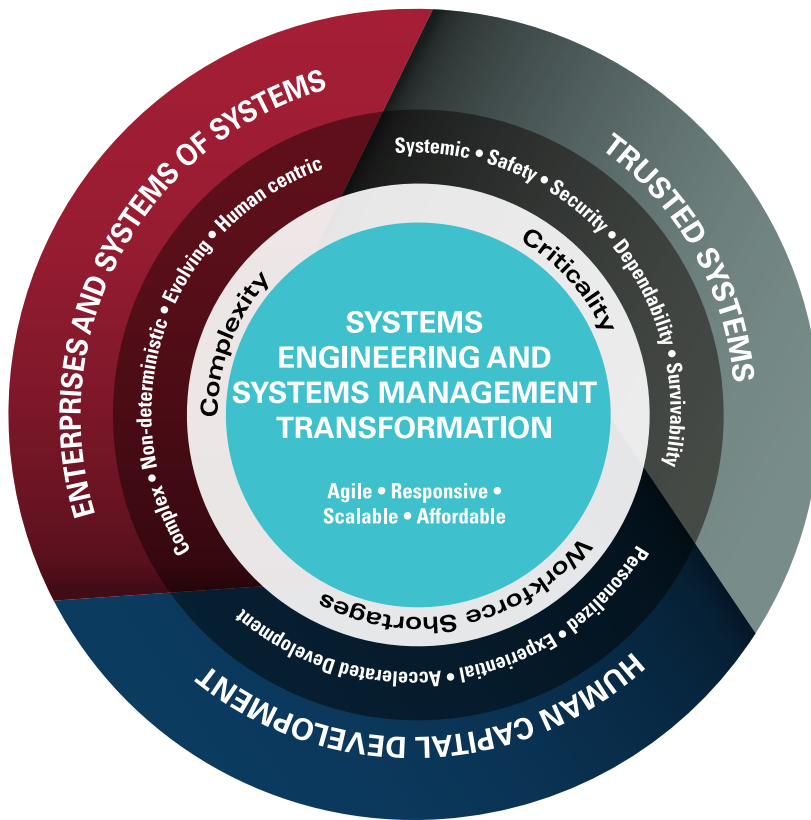 ENTERPRISES AND SYSTEMS OF SYSTEMS
Complex • Non-deterministic • Evolving • Human centric
Complexity
TRUSTED SYSTEMS
Systemic • Safety • Security • Dependability • Survivability
Criticality
SYSTEMS
ENGINEERING AND
SYSTEMS MANAGEMENT
TRANSFORMATION
Agile • Responsive •
Scalable • Affordable
Workforce Shortages
Personalized • Experiential • Accelerated Development
HUMAN CAPITAL DEVELOPMENT